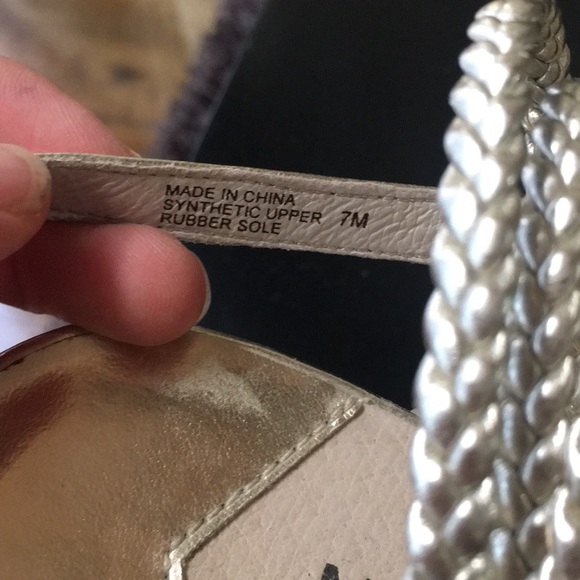 MADE IN CHINA
SYNTHETIC UPPER 7M
RUBBER SOLE